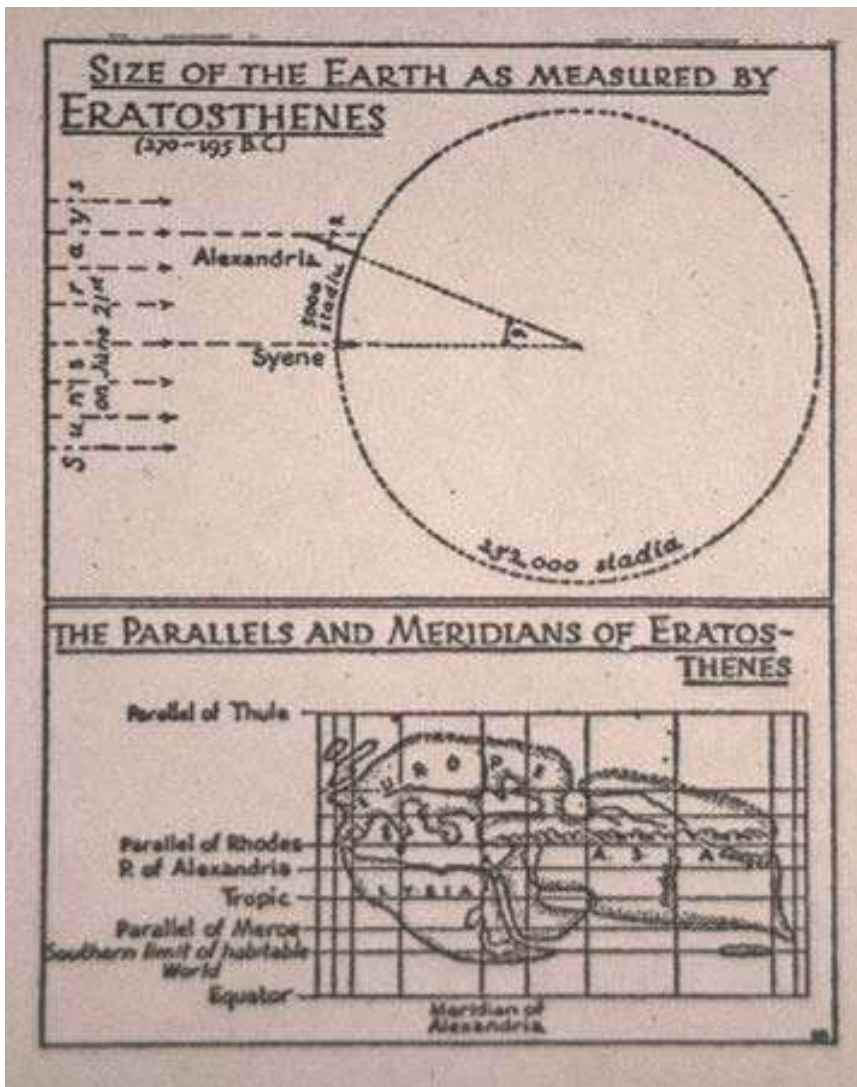 SIZE OF THE EARTH AS MEASURED BY
ERATOSTHENES
(270-195 B.C)
Sun's rays
on June 21st
Alexandria
5000
stadia
Syene
252,000 stadia
THE PARALLELS AND MERIDIANS OF ERATOS-
THENES
Parallel of Thule
EUROPE
Parallel of Rhodes
P. of Alexandria
ASIA
LYBIA
Tropic
Parallel of Meroe
Southern limit of habitable
World
Equator
Meridian of
Alexandria